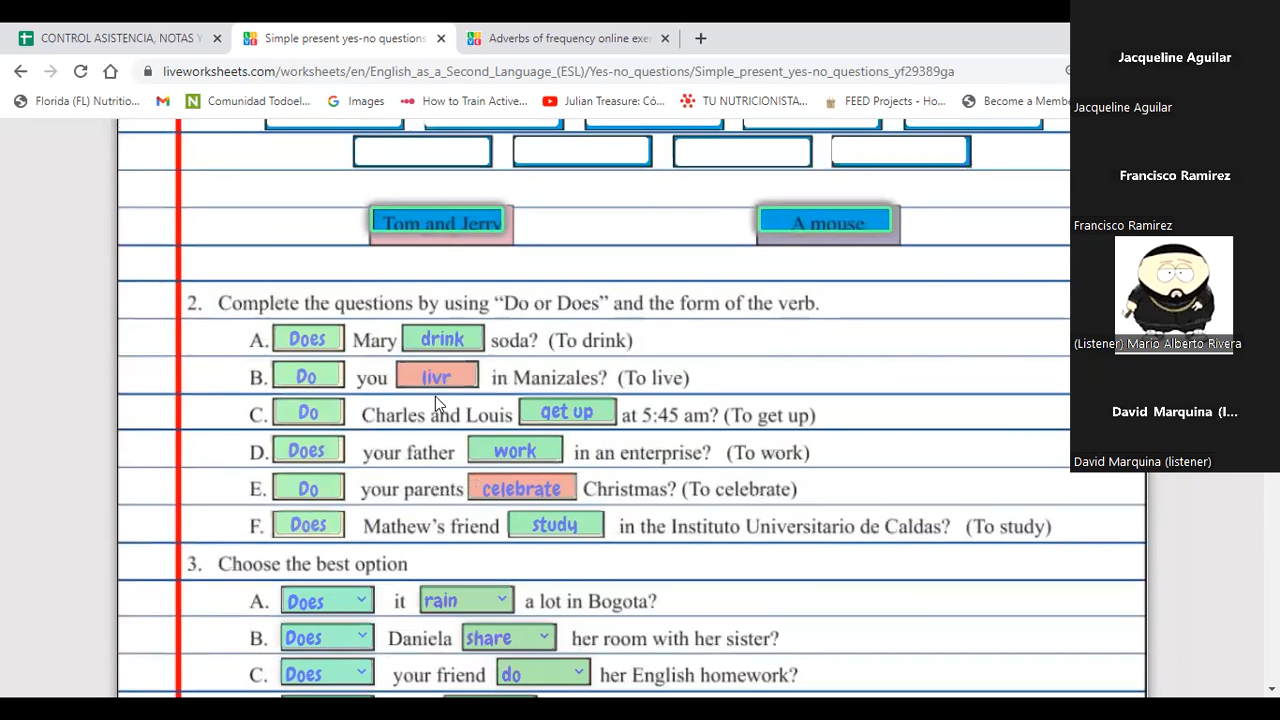 CONTROL ASISTENCIA, NOTAS Y
Simple present yes-no questions
Adverbs of frequency online exer
liveworksheets.com/worksheets/en/English_as_a_Second_Language_(ESL)/Yes-no_questions/Simple_present_yes-no_questions_yf29389ga
Florida (FL) Nutritio...
Comunidad Todoel...
Images
How to Train Active...
Julian Treasure: Có...
TU NUTRICIONISTA...
FEED Projects - Ho...
Become a Membe
Tom and Jerry
A mouse
2. Complete the questions by using “Do or Does” and the form of the verb.
A. Does Mary drink soda? (To drink)
B. Do you livr in Manizales? (To live)
C. Do Charles and Louis get up at 5:45 am? (To get up)
D. Does your father work in an enterprise? (To work)
E. Do your parents celebrate Christmas? (To celebrate)
F. Does Mathew’s friend study in the Instituto Universitario de Caldas? (To study)
3. Choose the best option
A. Does it rain a lot in Bogota?
B. Does Daniela share her room with her sister?
C. Does your friend do her English homework?
Jacqueline Aguilar
Jacqueline Aguilar
Francisco Ramirez
Francisco Ramirez
(Listener) Mario Alberto Rivera
David Marquina (l...
David Marquina (listener)